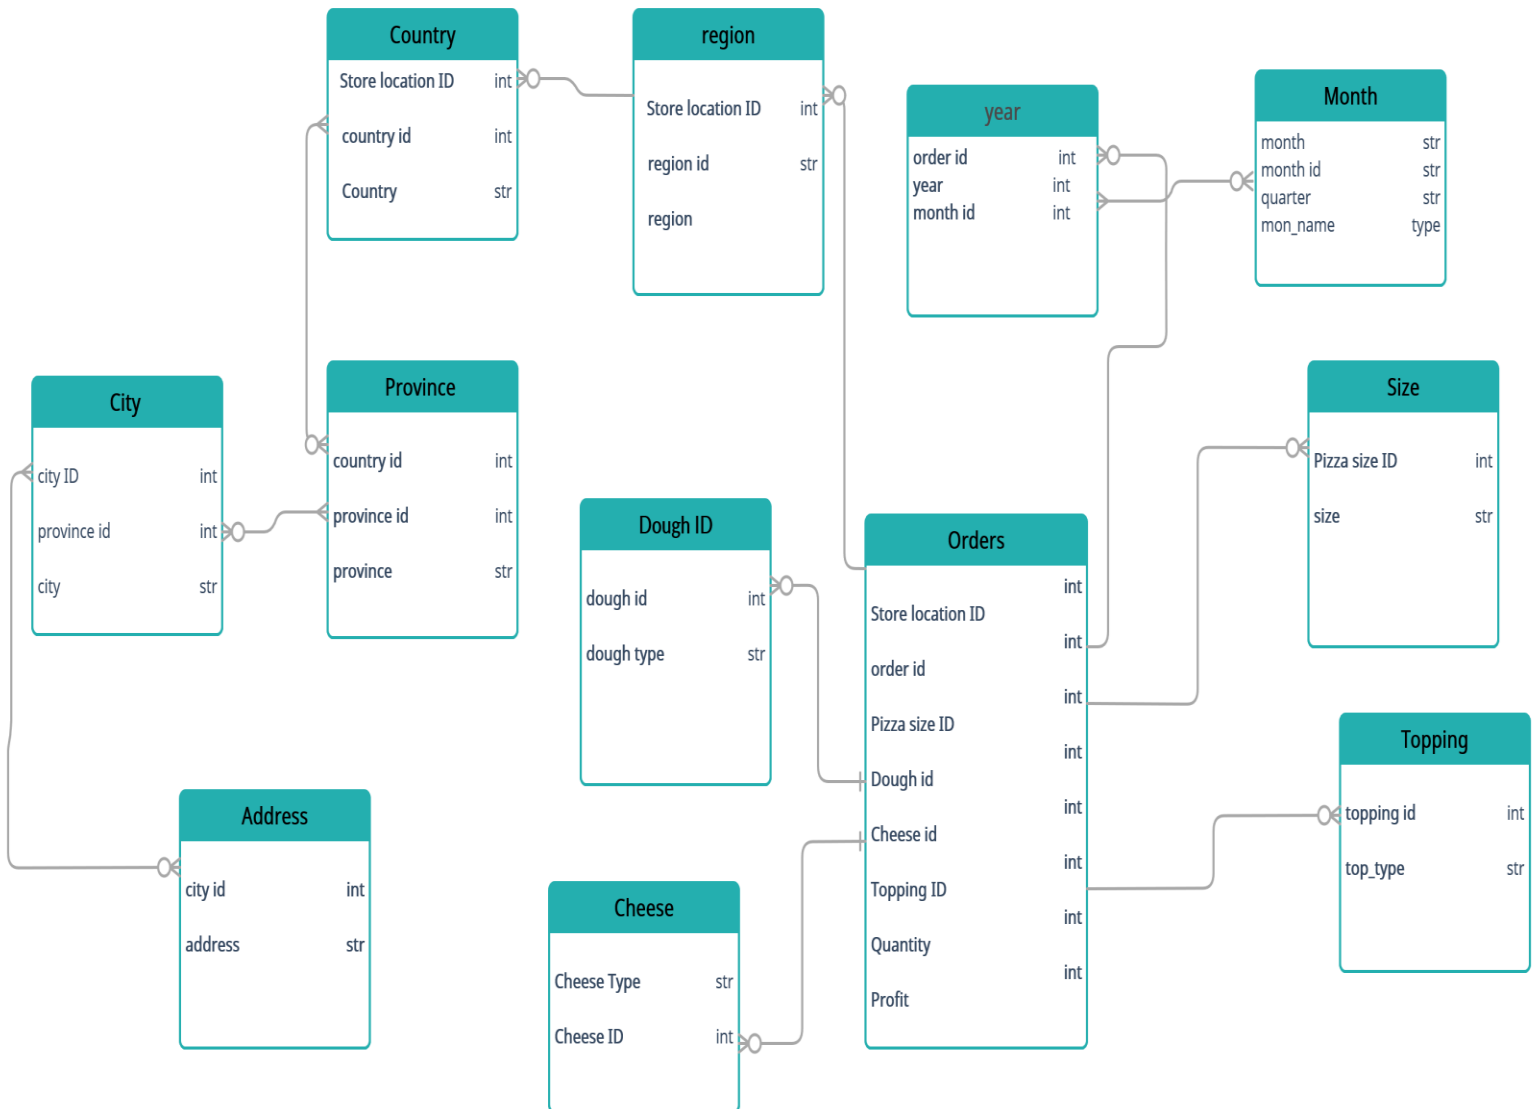 Country
Store location ID int
country id int
Country str
region
Store location ID int
region id str
region
year
order id int
year int
month id int
Month
month str
month id str
quarter str
mon_name type
City
city ID int
province id int
city str
Province
country id int
province id int
province str
Dough ID
dough id int
dough type str
Orders
int
Store location ID
int
order id
int
Pizza size ID
int
Dough id
int
Cheese id
int
Topping ID
int
Quantity
int
Profit
Size
Pizza size ID int
size str
Topping
topping id int
top_type str
Address
city id int
address str
Cheese
Cheese Type str
Cheese ID int